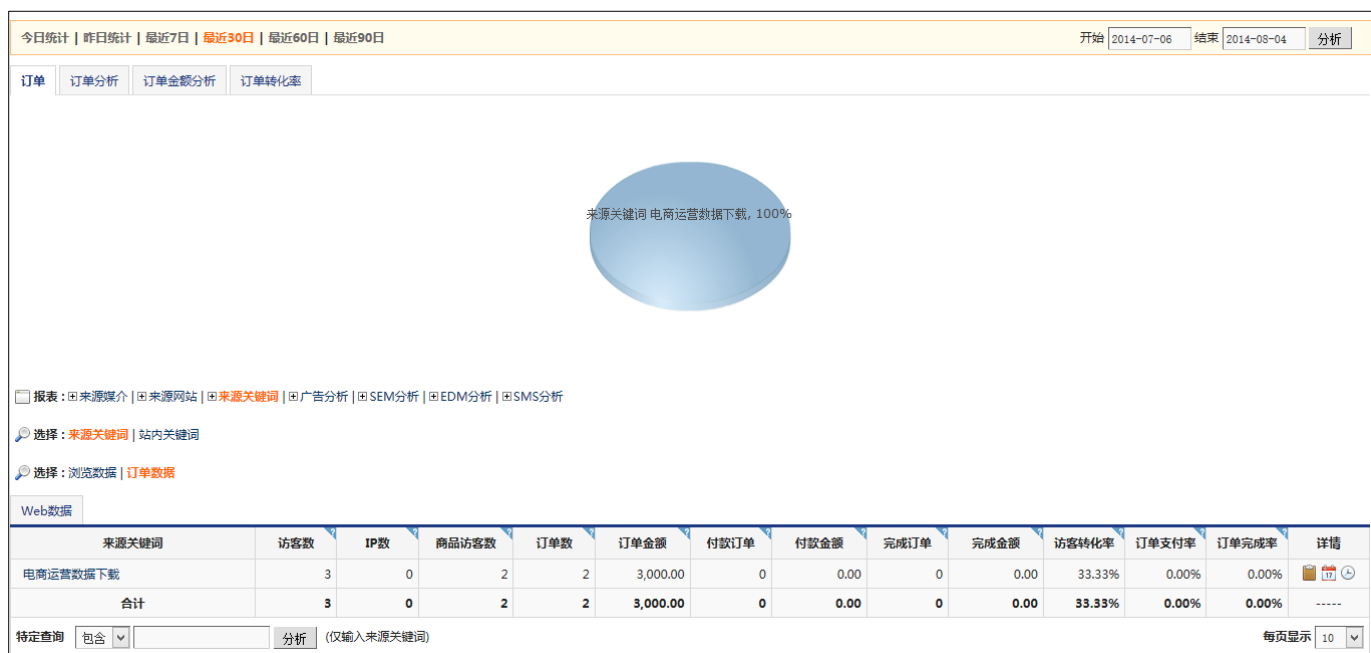 今日统计 | 昨日统计 | 最近7日 | 最近30日 | 最近60日 | 最近90日 开始 2014-07-06 结束 2014-08-04 分析
订单 订单分析 订单金额分析 订单转化率
来源关键词 电商运营数据下载, 100%
报表 : 来源媒介 | 来源网站 | 来源关键词 | 广告分析 | SEM分析 | EDM分析 | SMS分析
选择 : 来源关键词 | 站内关键词
选择 : 浏览数据 | 订单数据
Web数据
来源关键词 访客数 IP数 商品访客数 订单数 订单金额 付款订单 付款金额 完成订单 完成金额 访客转化率 订单支付率 订单完成率 详情
电商运营数据下载 3 0 2 2 3,000.00 0 0.00 0 0.00 33.33% 0.00% 0.00%
合计 3 0 2 2 3,000.00 0 0.00 0 0.00 33.33% 0.00% 0.00% -----
特定查询 包含 分析 (仅输入来源关键词) 每页显示 10